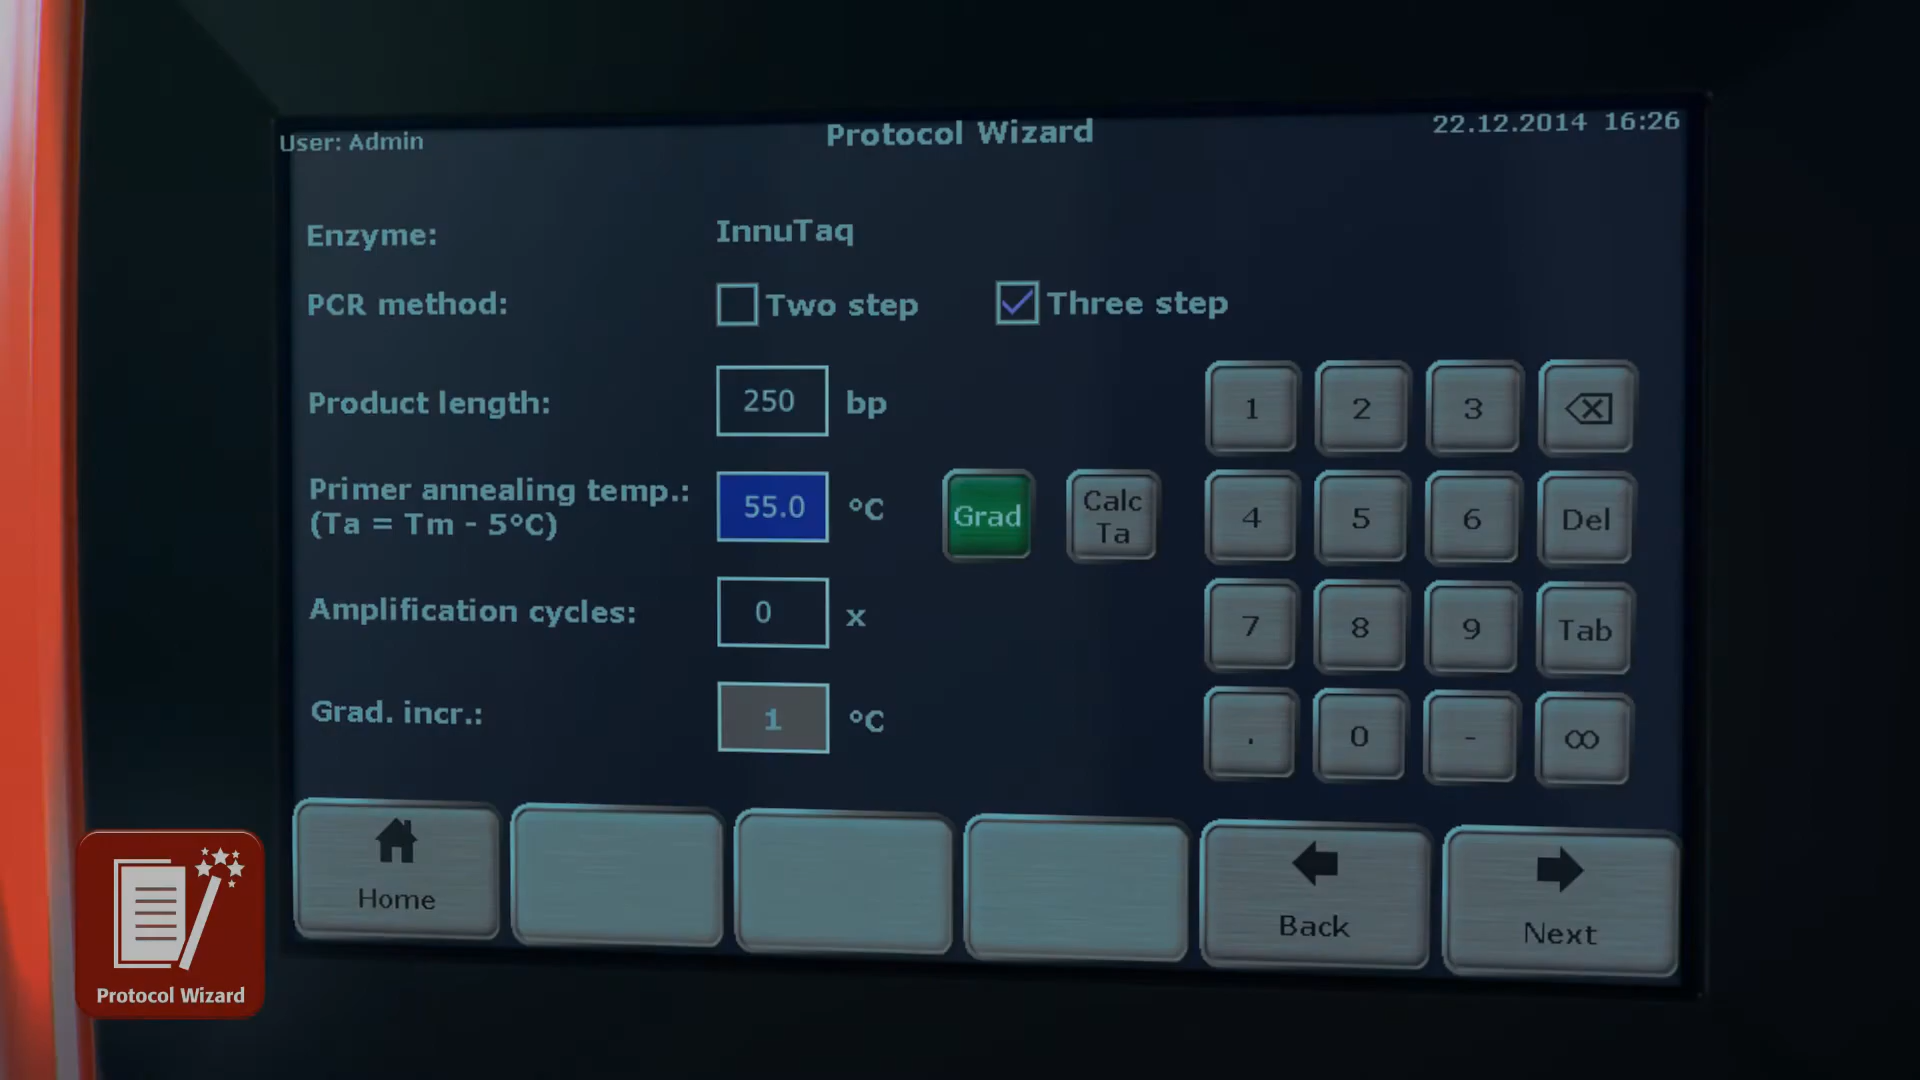 User: Admin
Protocol Wizard
22.12.2014 16:26
Enzyme:
InnuTaq
PCR method:
Two step
Three step
Product length:
250
bp
Primer annealing temp.:
(Ta = Tm - 5°C)
55.0
°C
Grad
Calc
Ta
Amplification cycles:
0
x
Grad. incr.:
1
°C
1
2
3
4
5
6
Del
7
8
9
Tab
.
0
-
∞
Home
Back
Next
Protocol Wizard